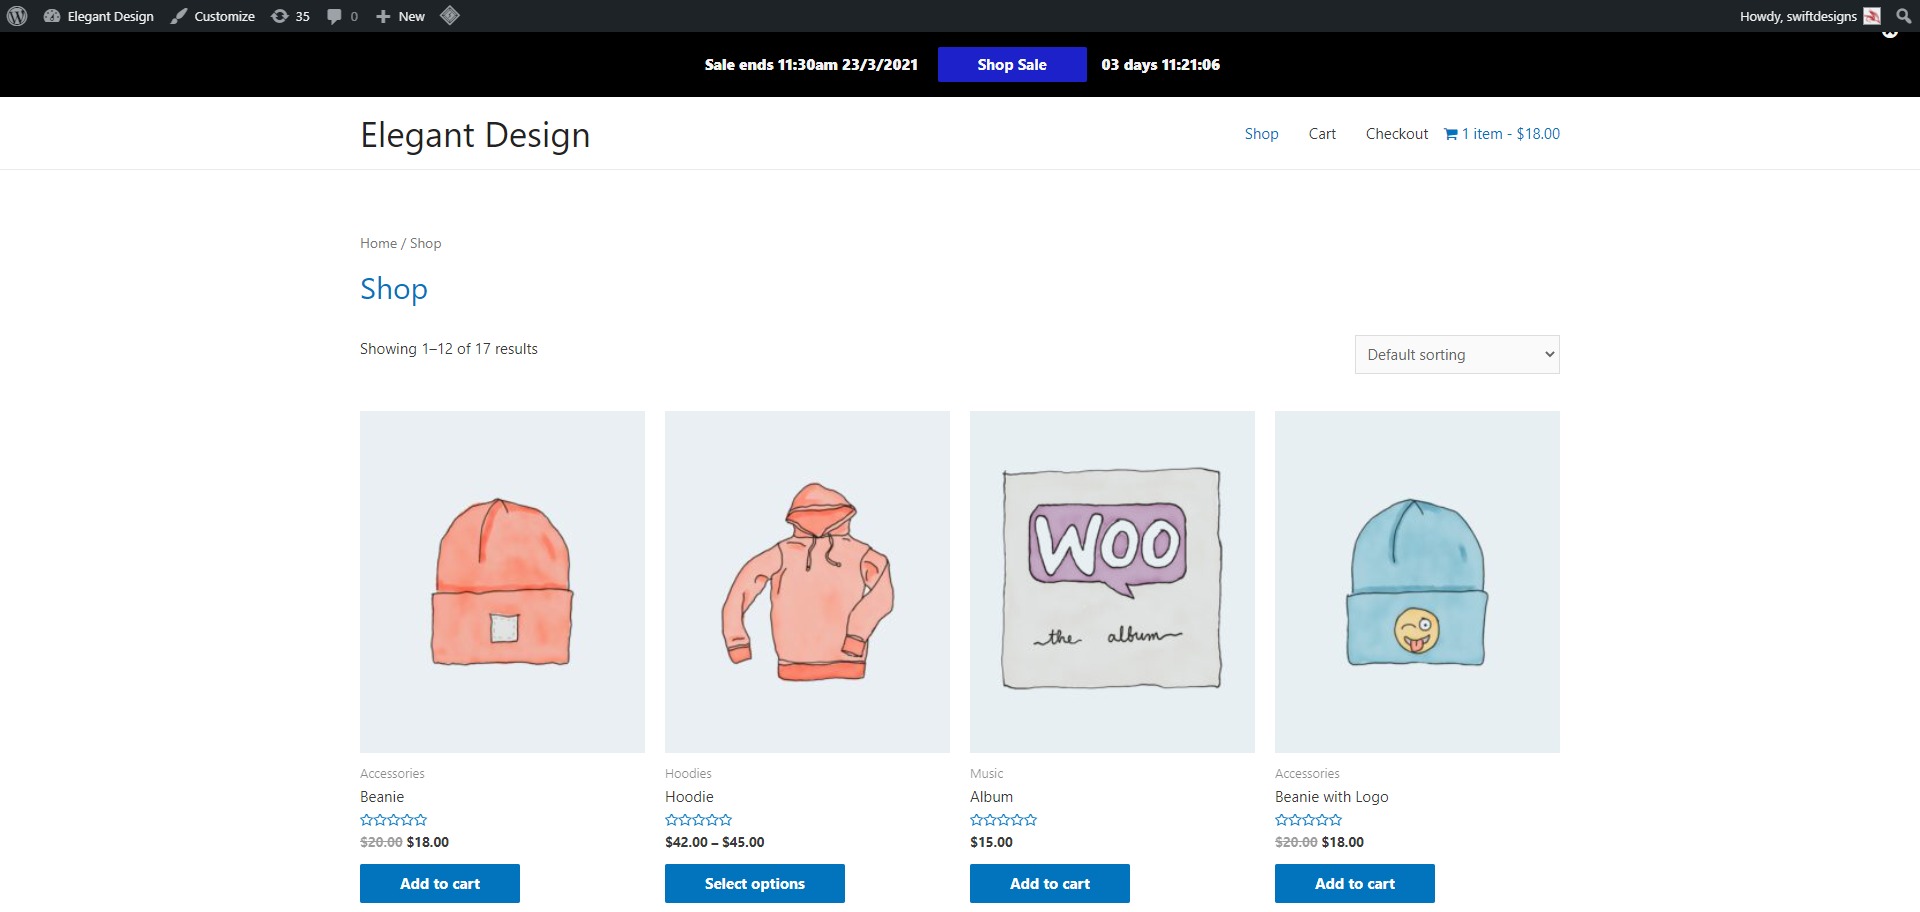 Elegant Design Customize 35 0 New Howdy, swiftdesigns
Sale ends 11:30am 23/3/2021 Shop Sale 03 days 11:21:06
Elegant Design Shop Cart Checkout 1 item - $18.00
Home / Shop
Shop
Showing 1–12 of 17 results Default sorting
WOO
the album
Accessories Hoodies Music Accessories
Beanie Hoodie Album Beanie with Logo
$20.00 $18.00 $42.00 – $45.00 $15.00 $20.00 $18.00
Add to cart Select options Add to cart Add to cart